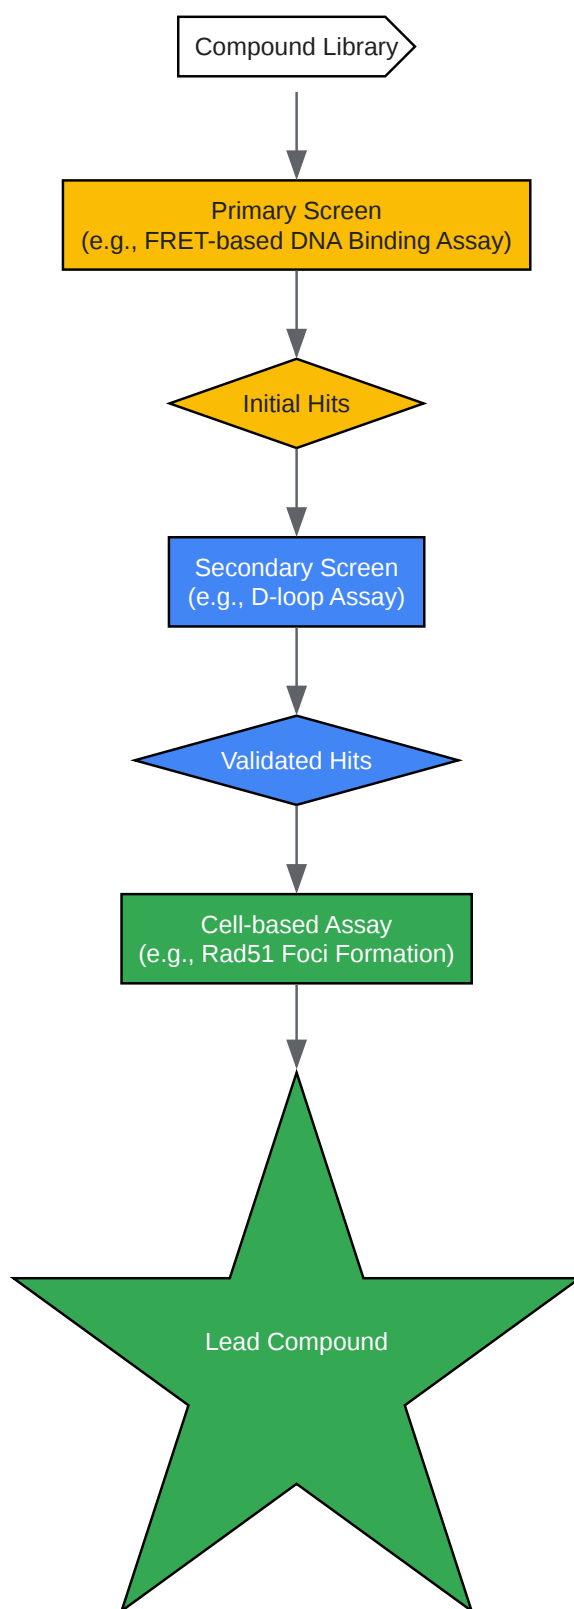 Compound Library
Primary Screen
(e.g., FRET-based DNA Binding Assay)
Initial Hits
Secondary Screen
(e.g., D-loop Assay)
Validated Hits
Cell-based Assay
(e.g., Rad51 Foci Formation)
Lead Compound